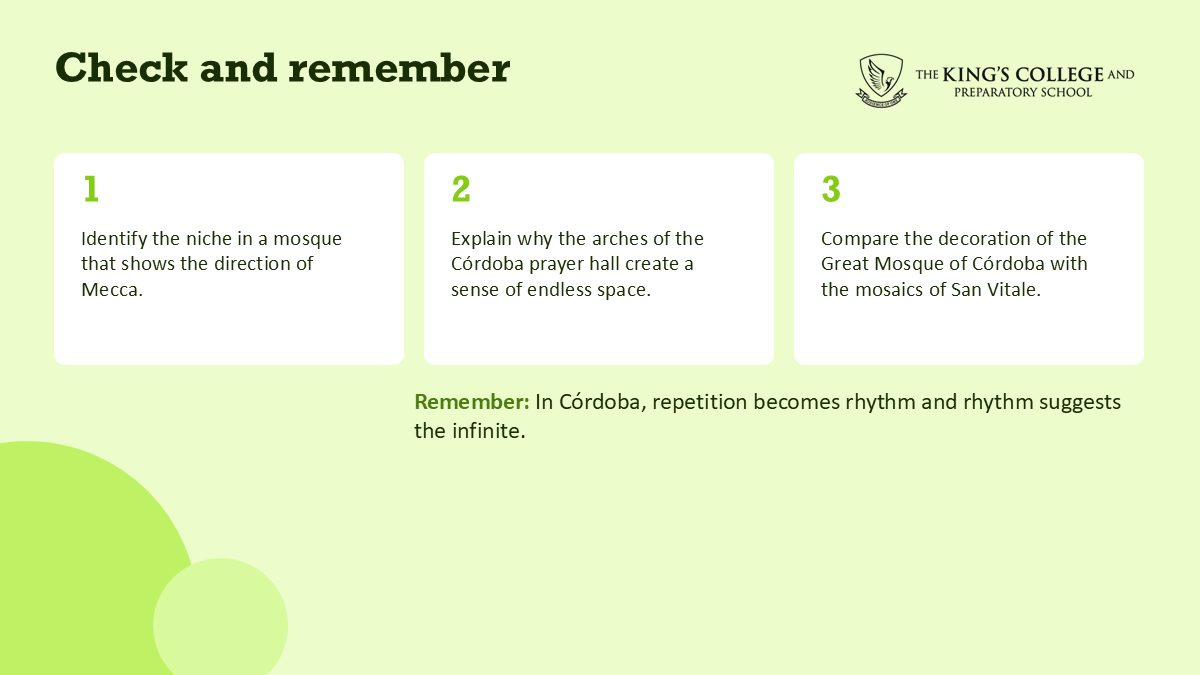 Check and remember
THE KING'S COLLEGE AND
PREPARATORY SCHOOL
1
Identify the niche in a mosque
that shows the direction of
Mecca.
2
Explain why the arches of the
Córdoba prayer hall create a
sense of endless space.
3
Compare the decoration of the
Great Mosque of Córdoba with
the mosaics of San Vitale.
Remember: In Córdoba, repetition becomes rhythm and rhythm suggests
the infinite.